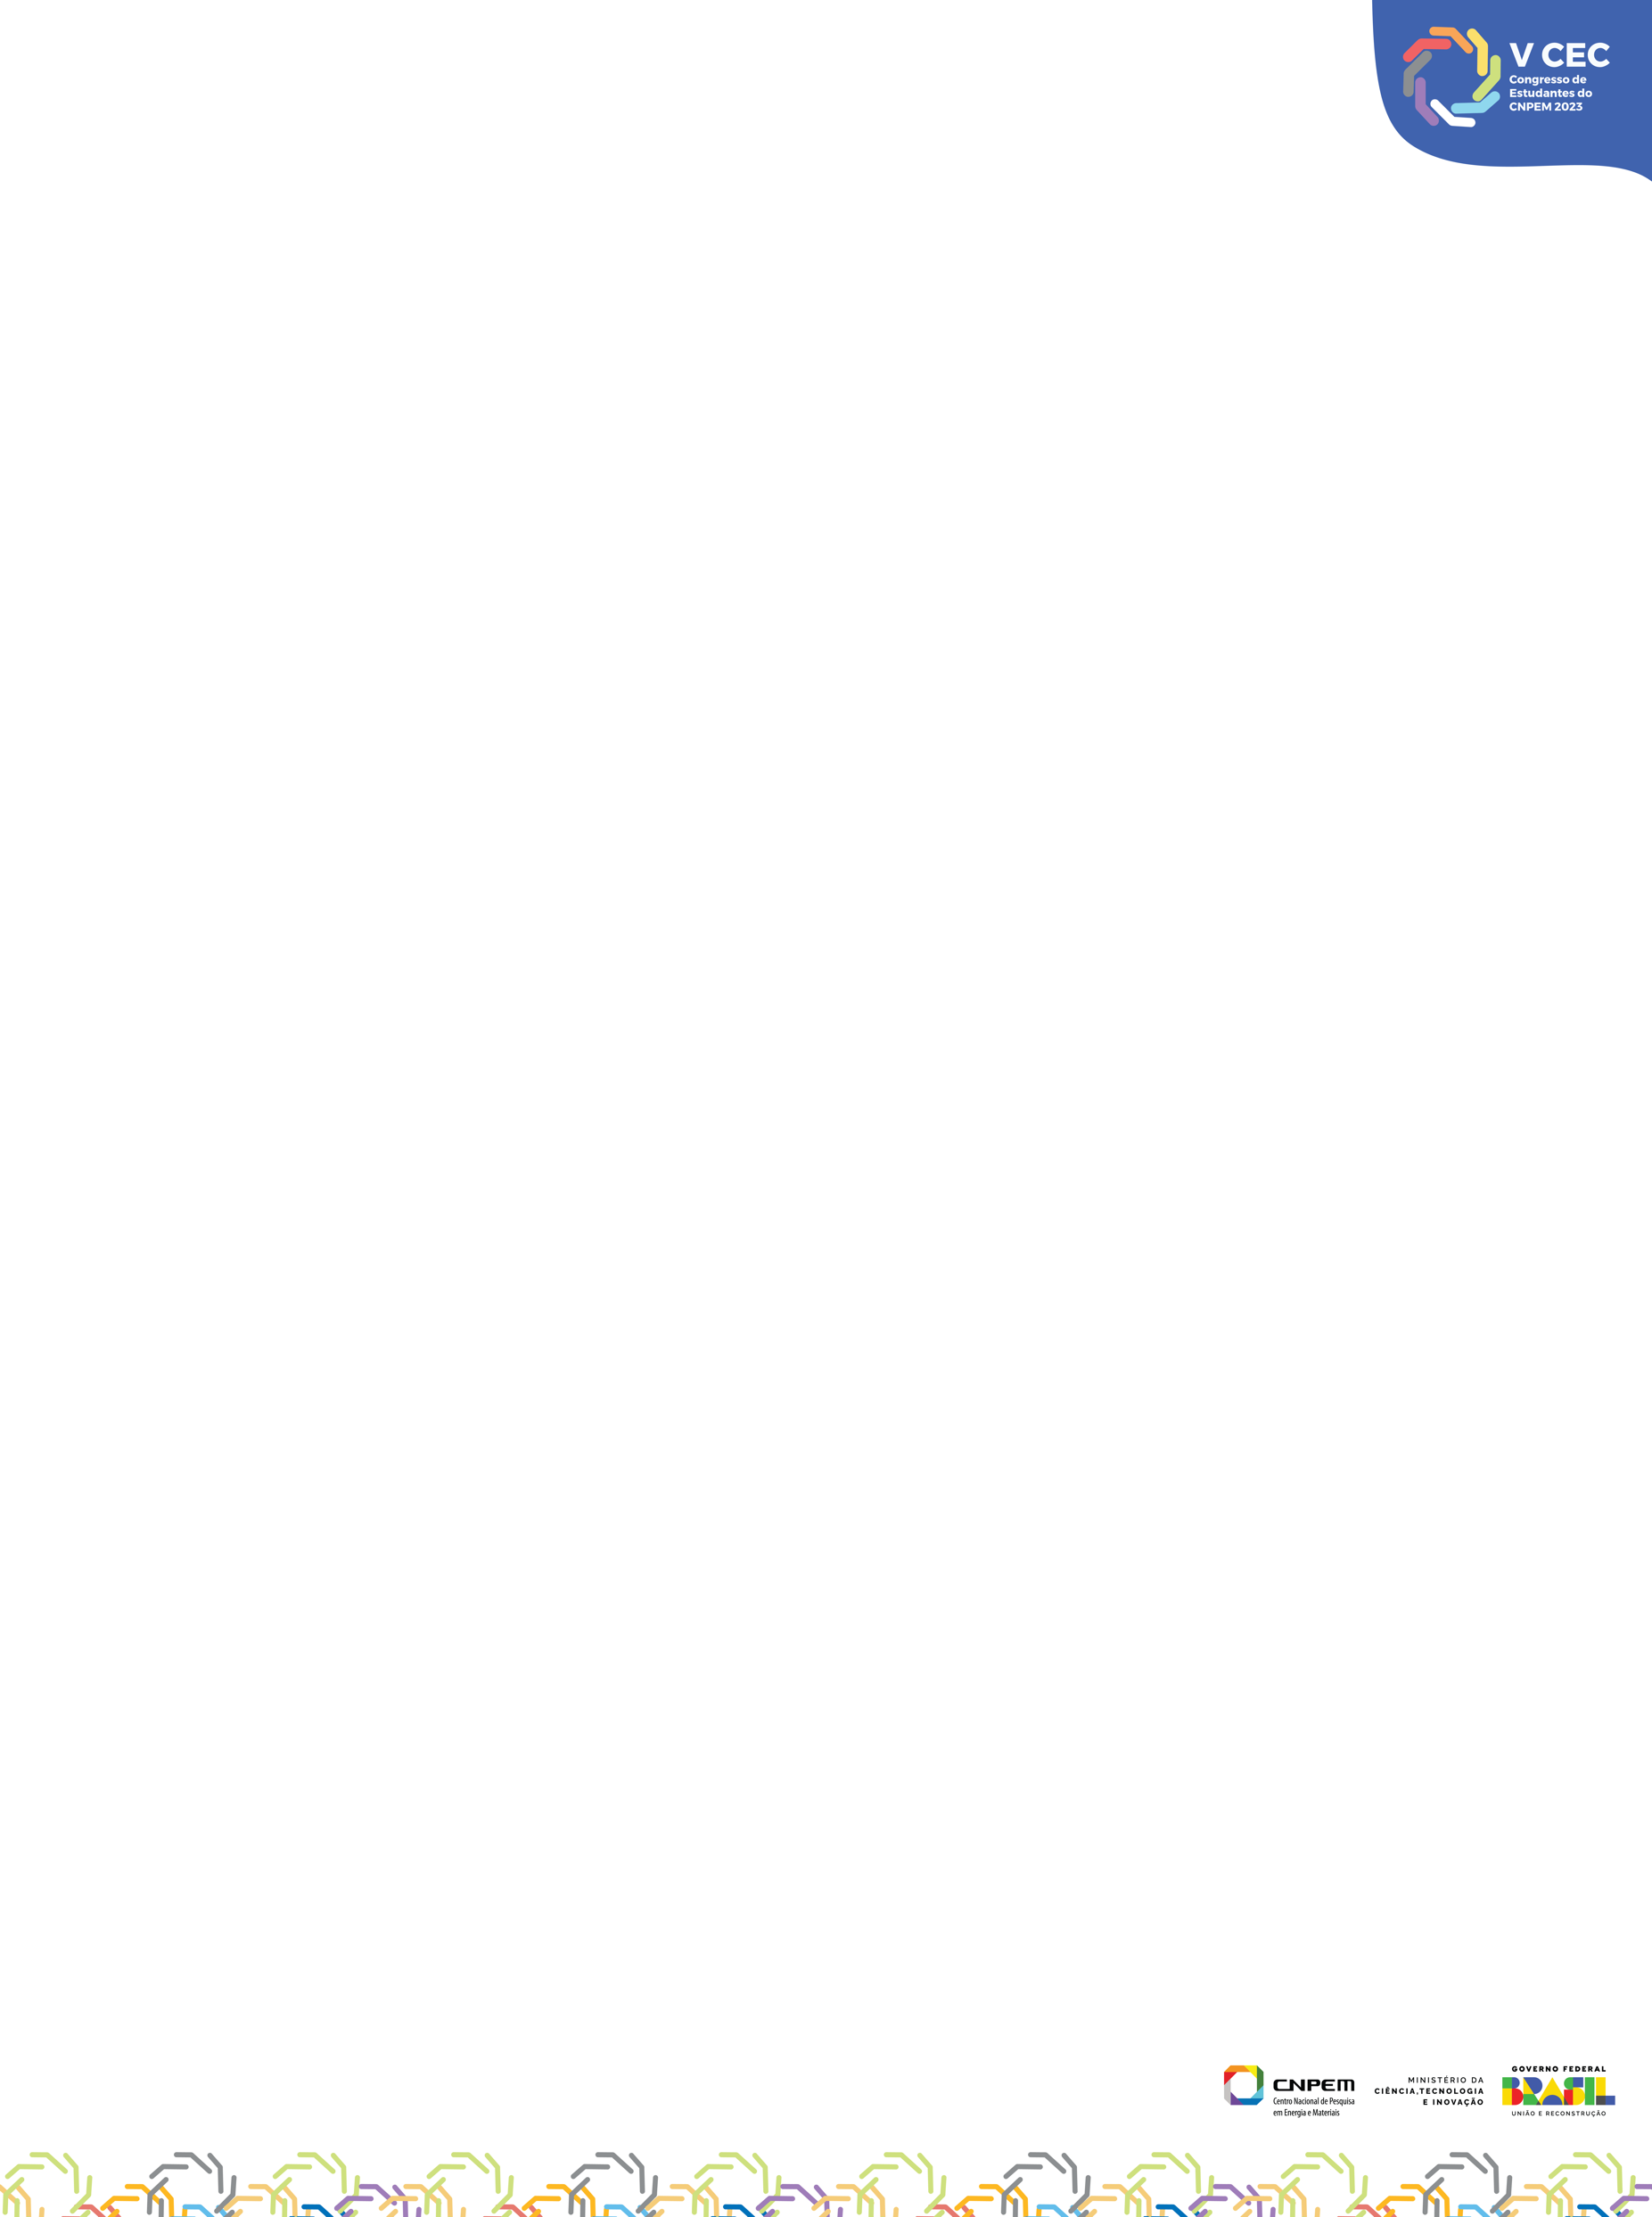 V CEC
Congresso de
Estudantes do
CNPEM 2023
CNPEM
Centro Nacional de Pesquisa
em Energia e Materiais
MINISTÉRIO DA
CIÊNCIA,TECNOLOGIA
E INOVAÇÃO
GOVERNO FEDERAL
BRASIL
UNIÃO E RECONSTRUÇÃO